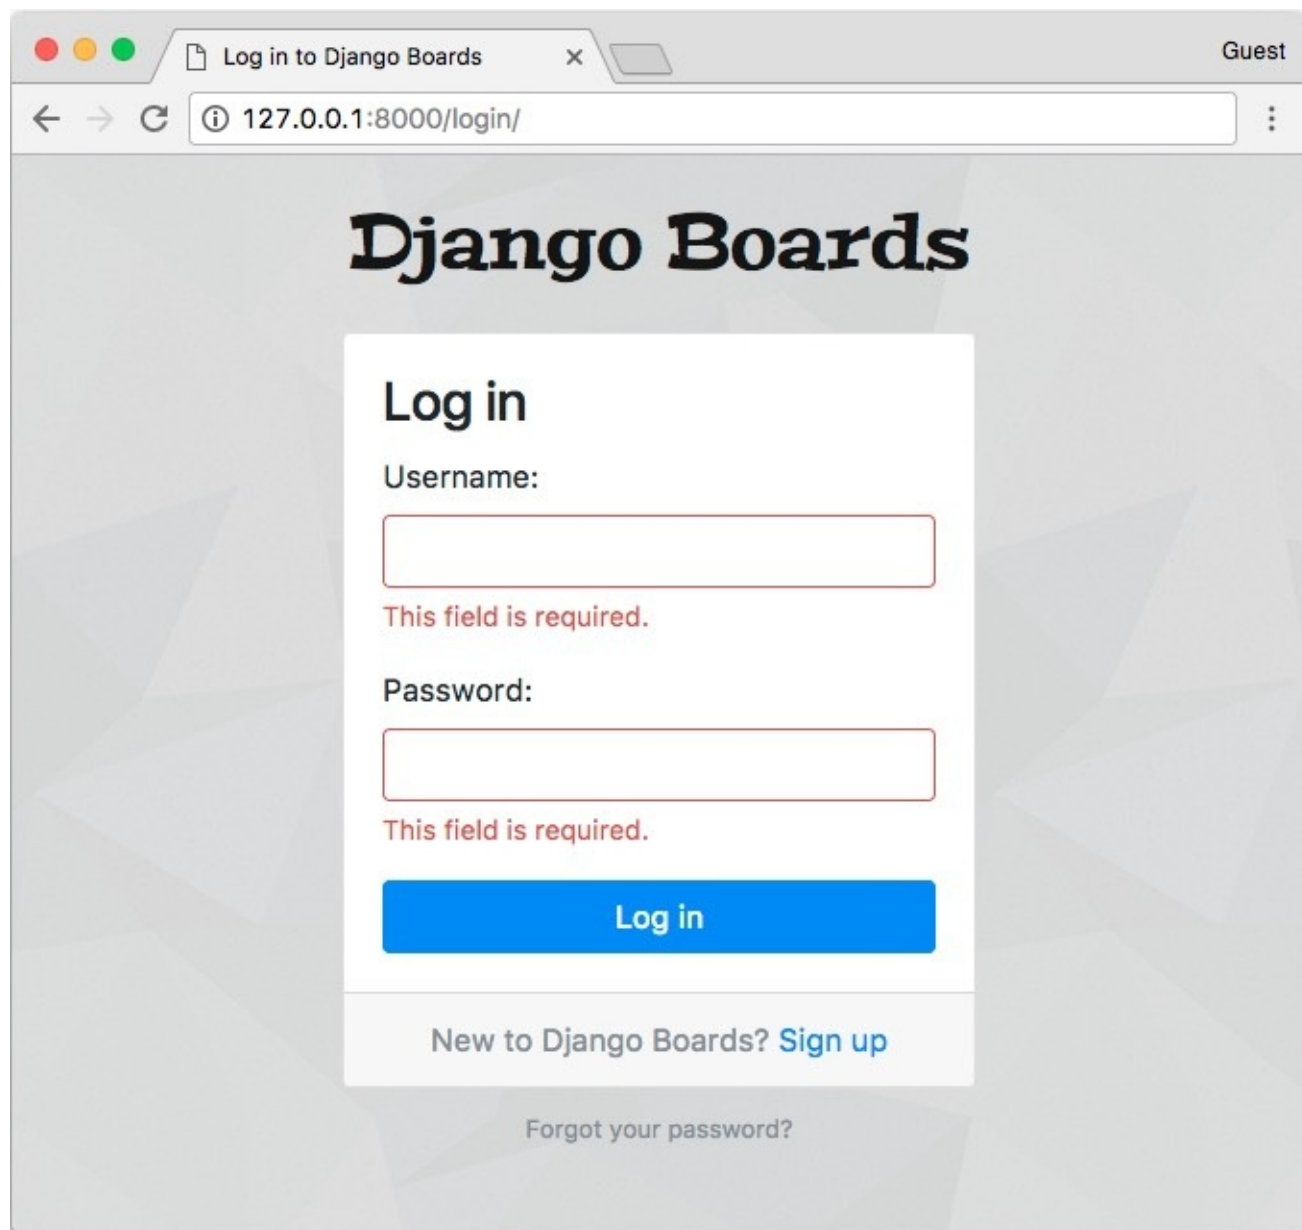 Log in to Django Boards
Guest
127.0.0.1:8000/login/
Django Boards
Log in
Username:
This field is required.
Password:
This field is required.
Log in
New to Django Boards? Sign up
Forgot your password?